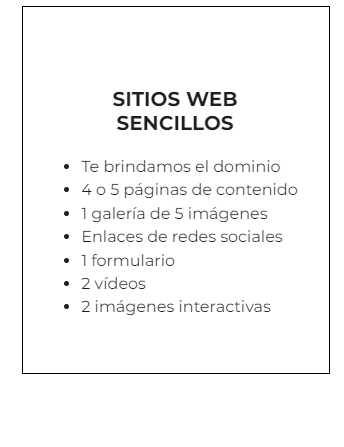 SITIOS WEB
SENCILLOS
• Te brindamos el dominio
• 4 o 5 páginas de contenido
• 1 galería de 5 imágenes
• Enlaces de redes sociales
• 1 formulario
• 2 vídeos
• 2 imágenes interactivas